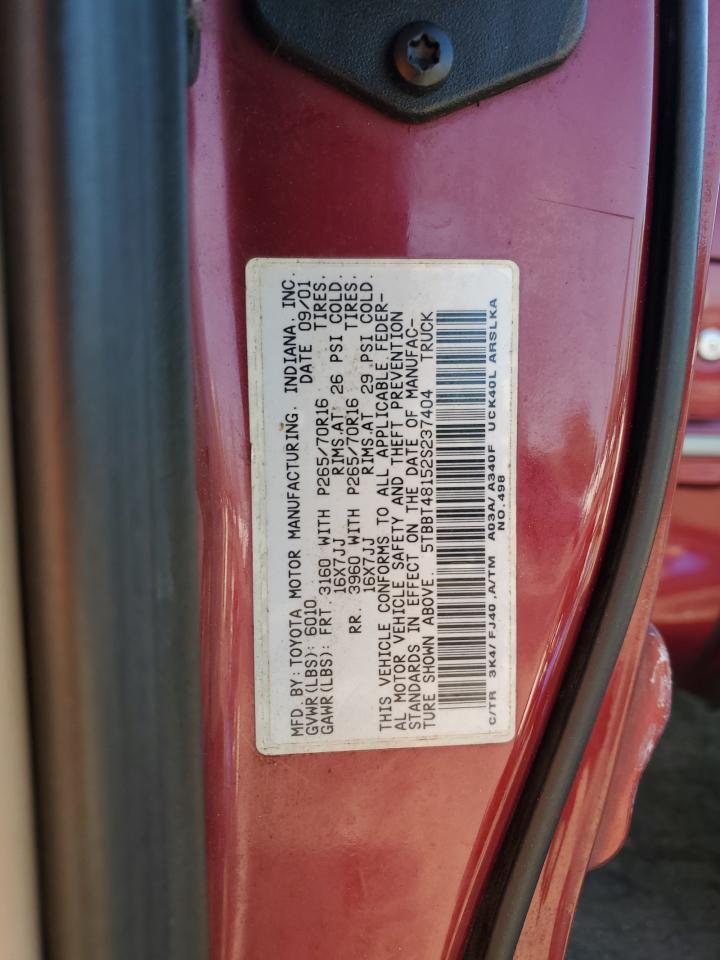 MFD. BY: TOYOTA MOTOR MANUFACTURING, INDIANA, INC.
GVWR(LBS): 6010 DATE 09/01
GAWR(LBS): FRT. 3160 WITH P265/70R16 TIRES,
16X7JJ RIMS,AT 26 PSI COLD.
RR. 3960 WITH P265/70R16 TIRES,
16X7JJ RIMS,AT 29 PSI COLD.
THIS VEHICLE CONFORMS TO ALL APPLICABLE FEDER-
AL MOTOR VEHICLE SAFETY AND THEFT PREVENTION
STANDARDS IN EFFECT ON THE DATE OF MANUFAC-
TURE SHOWN ABOVE. 5TBBT48152S237404 TRUCK
C/TR 3K4/ FJ40 .A/TM A03A/ A340F UCK40L ARSLKA
NO.498